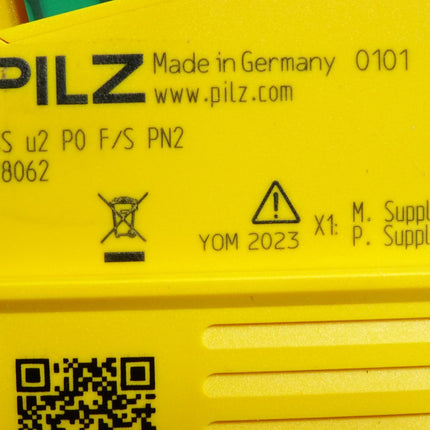 PILZ
Made in Germany 0101
www.pilz.com
S u2 P0 F/S PN2
8062
YOM 2023
X1: M. Suppl
P. Suppl